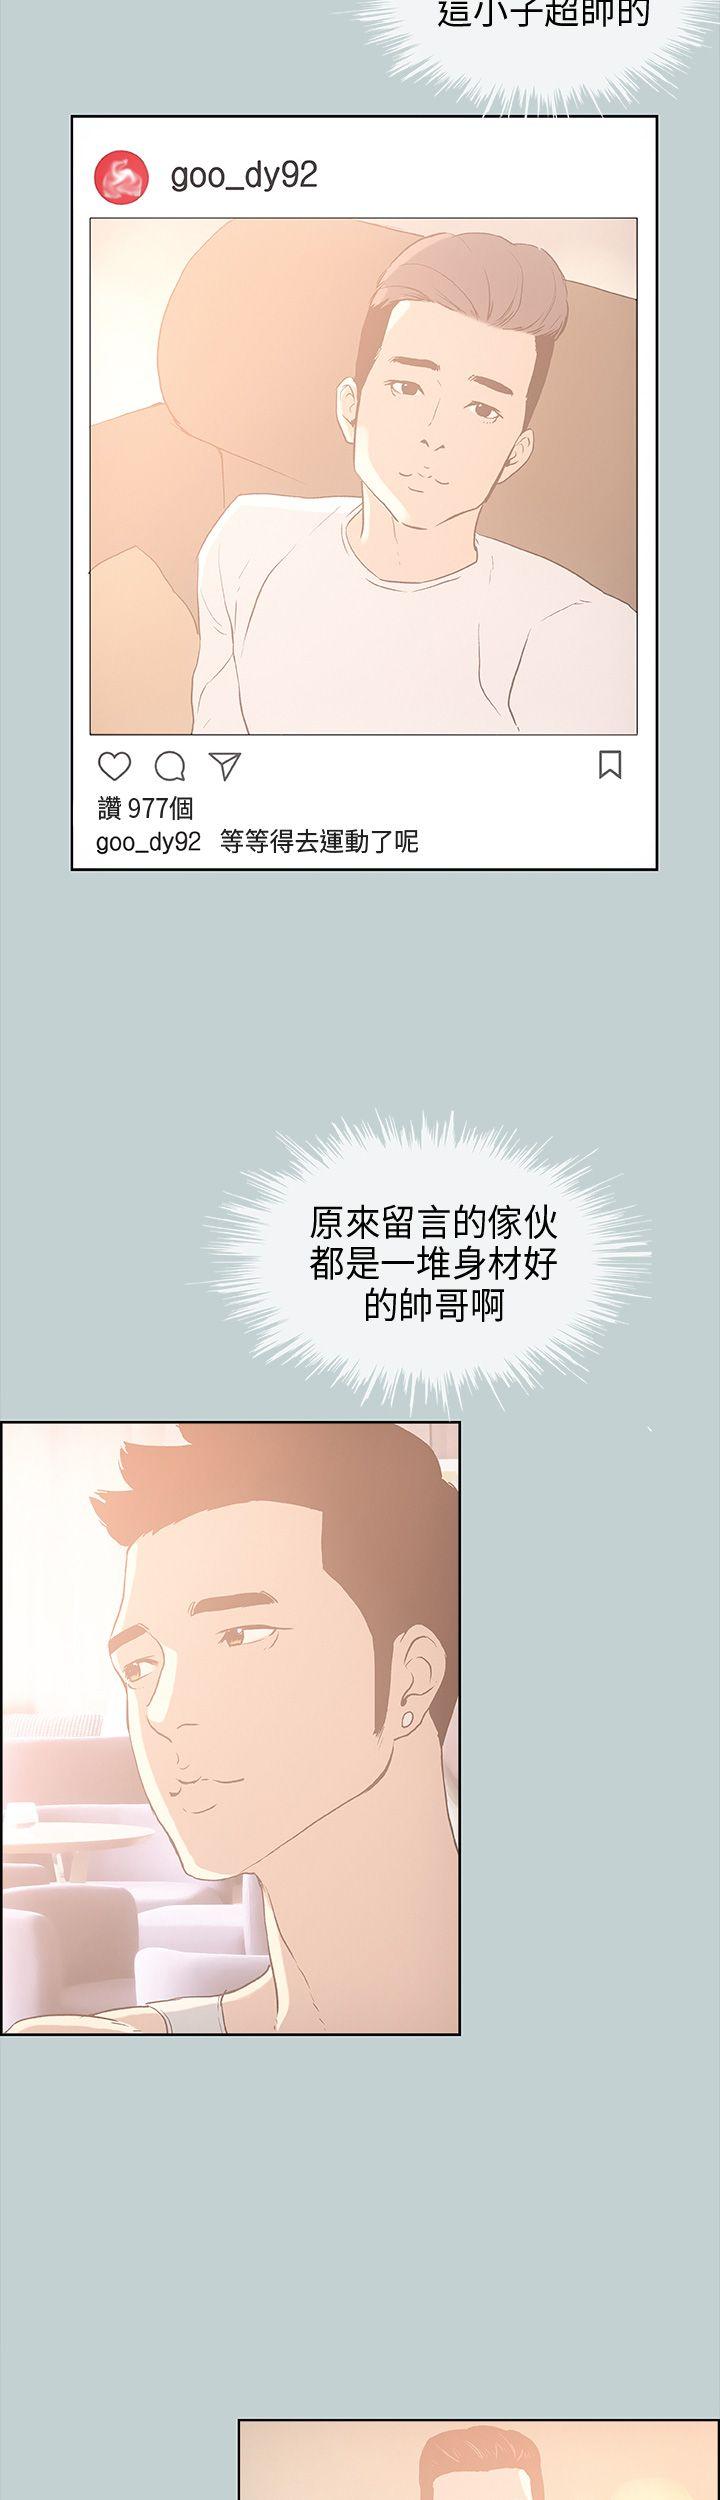 這小子超帥的
goo_dy92
讚 977個
goo_dy92 等等得去運動了呢
原來留言的傢伙
都是一堆身材好
的帥哥啊